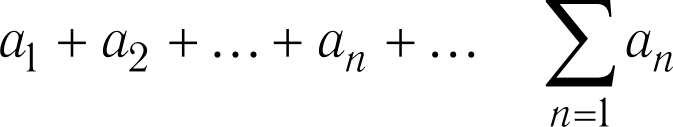 a₁ + a₂ + … + aₙ + … ∑ₙ₌₁ aₙ